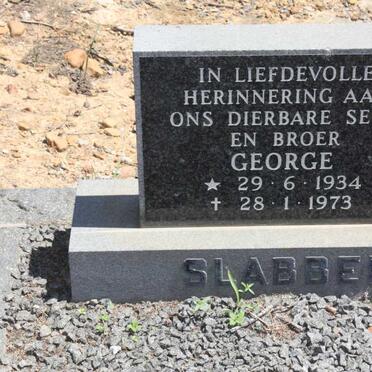 IN LIEFDEVOLLE
HERINNERING AA
ONS DIERBARE SE
EN BROER
GEORGE
★ 29 · 6 · 1934
✝ 28 · 1 · 1973
SLABBE